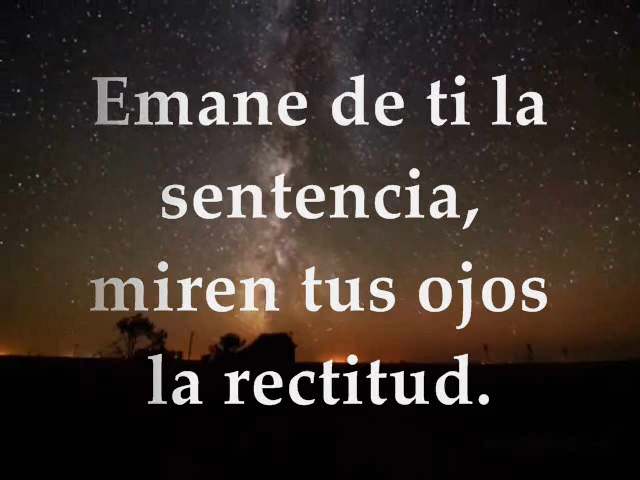 Emane de ti la
sentencia,
miren tus ojos
la rectitud.